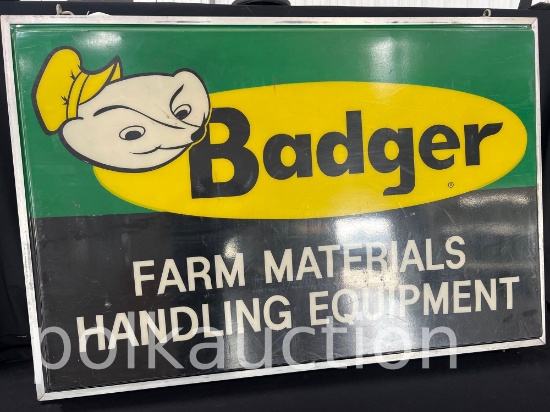 Badger®
FARM MATERIALS
HANDLING EQUIPMENT
polkauction